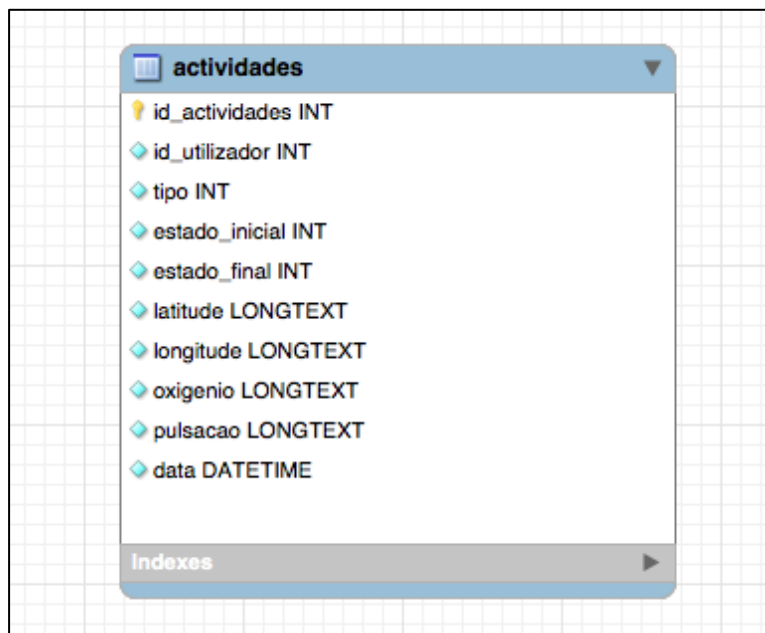 actividades
id_actividades INT
id_utilizador INT
tipo INT
estado_inicial INT
estado_final INT
latitude LONGTEXT
longitude LONGTEXT
oxigenio LONGTEXT
pulsacao LONGTEXT
data DATETIME
Indexes